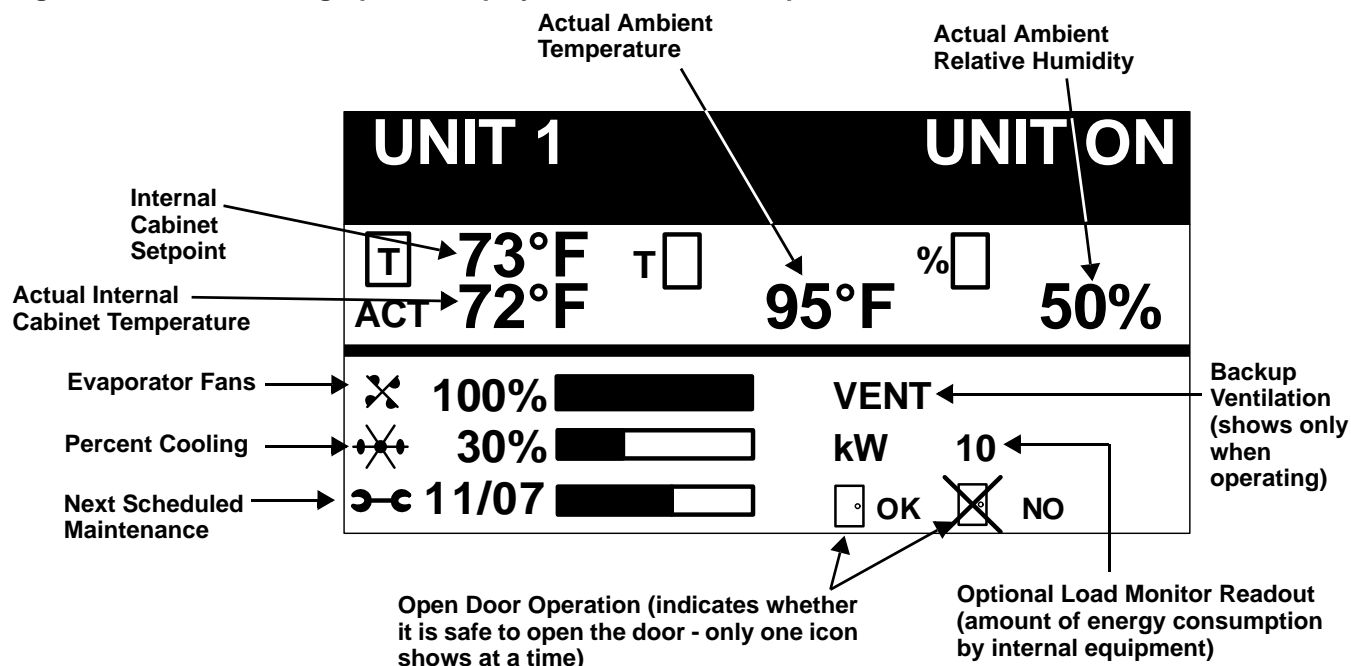 Actual Ambient
Temperature
Actual Ambient
Relative Humidity
UNIT 1 UNIT ON
Internal
Cabinet
Setpoint
T 73°F T %
Actual Internal
Cabinet Temperature
ACT 72°F 95°F 50%
Evaporator Fans
100% VENT
Backup
Ventilation
(shows only
when
operating)
Percent Cooling
30% kW 10
Next Scheduled
Maintenance
11/07 OK NO
Open Door Operation (indicates whether
it is safe to open the door - only one icon
shows at a time)
Optional Load Monitor Readout
(amount of energy consumption
by internal equipment)